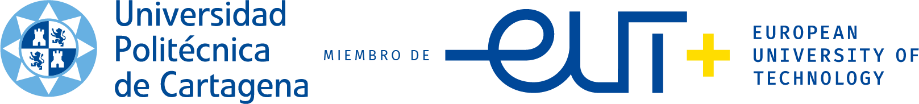 Universidad
Politécnica
de Cartagena
MIEMBRO DE
EUT+
EUROPEAN
UNIVERSITY OF
TECHNOLOGY